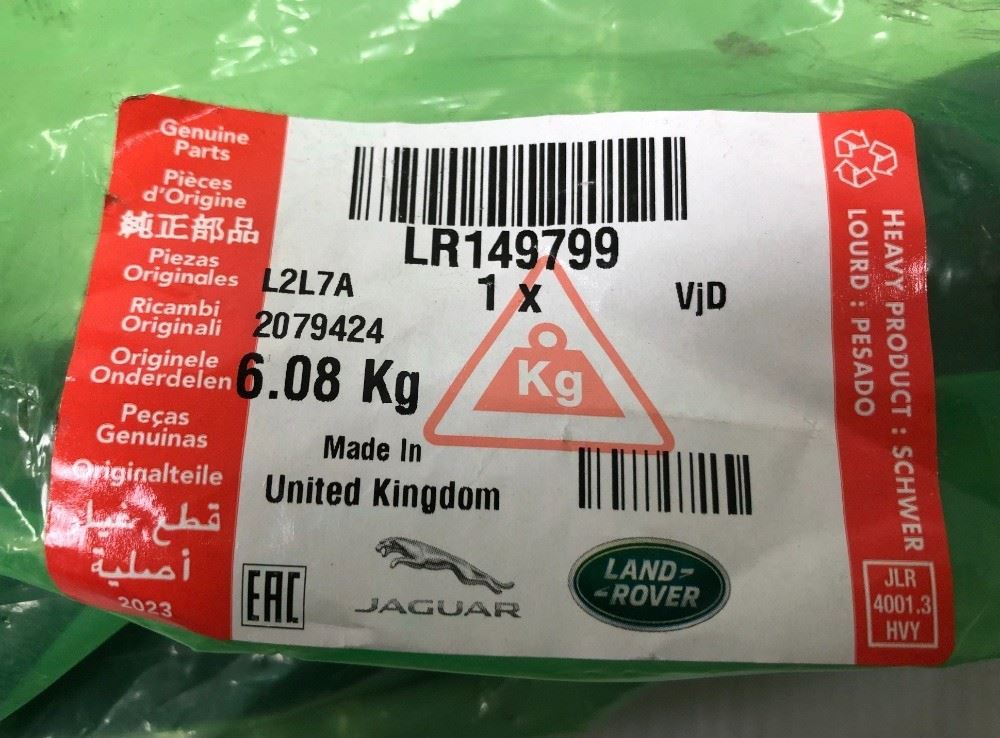 Genuine
Parts
Pièces
d'Origine
純正部品
Piezas
Originales
Ricambi
Originali
Originele
Onderdelen
Peças
Genuinas
Originalteile
قطع غيار
أصلية
2023
LR149799
L2L7A
1 x
VjD
2079424
6.08 Kg
Kg
Made In
United Kingdom
EAC
JAGUAR
LAND-
-ROVER
HEAVY PRODUCT : SCHWER
LOURD : PESADO
JLR
4001.3
HVY